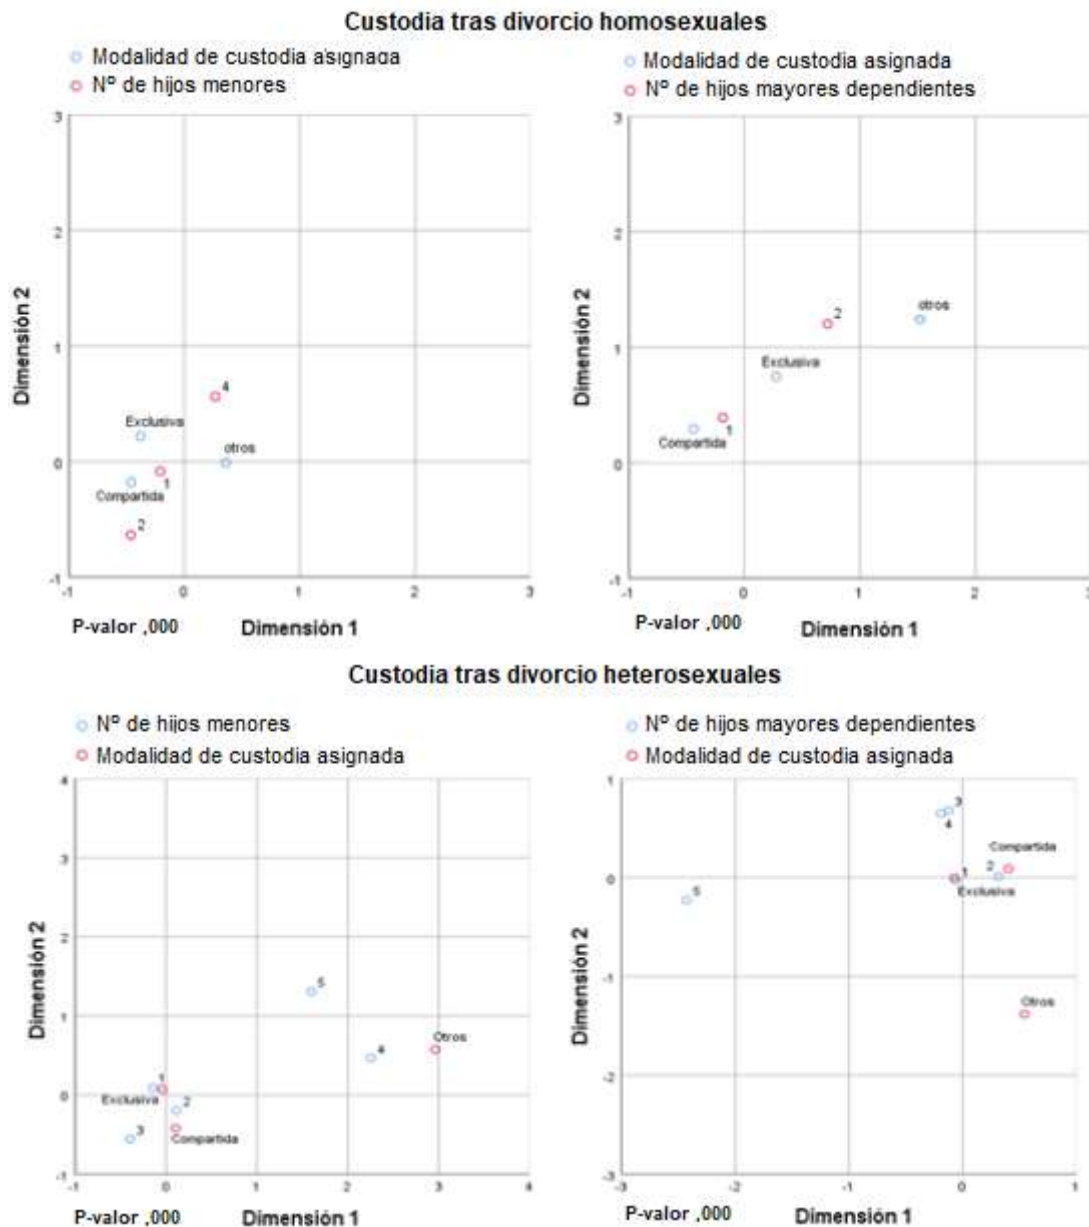 Custodia tras divorcio homosexuales
Modalidad de custodia asignada
Nº de hijos menores
3
2
1
0
-1
Dimensión 2
4
Exclusiva
otros
1
Compartida
2
-1
0
1
2
3
P-valor ,000
Dimensión 1
Modalidad de custodia asignada
Nº de hijos mayores dependientes
3
2
1
0
-1
Dimensión 2
2
otros
Exclusiva
1
Compartida
-1
0
1
2
3
P-valor ,000
Dimensión 1
Custodia tras divorcio heterosexuales
Nº de hijos menores
Modalidad de custodia asignada
4
3
2
1
0
-1
Dimensión 2
5
4
Otros
1
Exclusiva
2
3
Compartida
-1
0
1
2
3
4
P-valor ,000
Dimensión 1
Nº de hijos mayores dependientes
Modalidad de custodia asignada
1
0
-1
-2
-3
Dimensión 2
3
4
Compartida
2
1
Exclusiva
5
Otros
-3
-2
-1
0
1
P-valor ,000
Dimensión 1